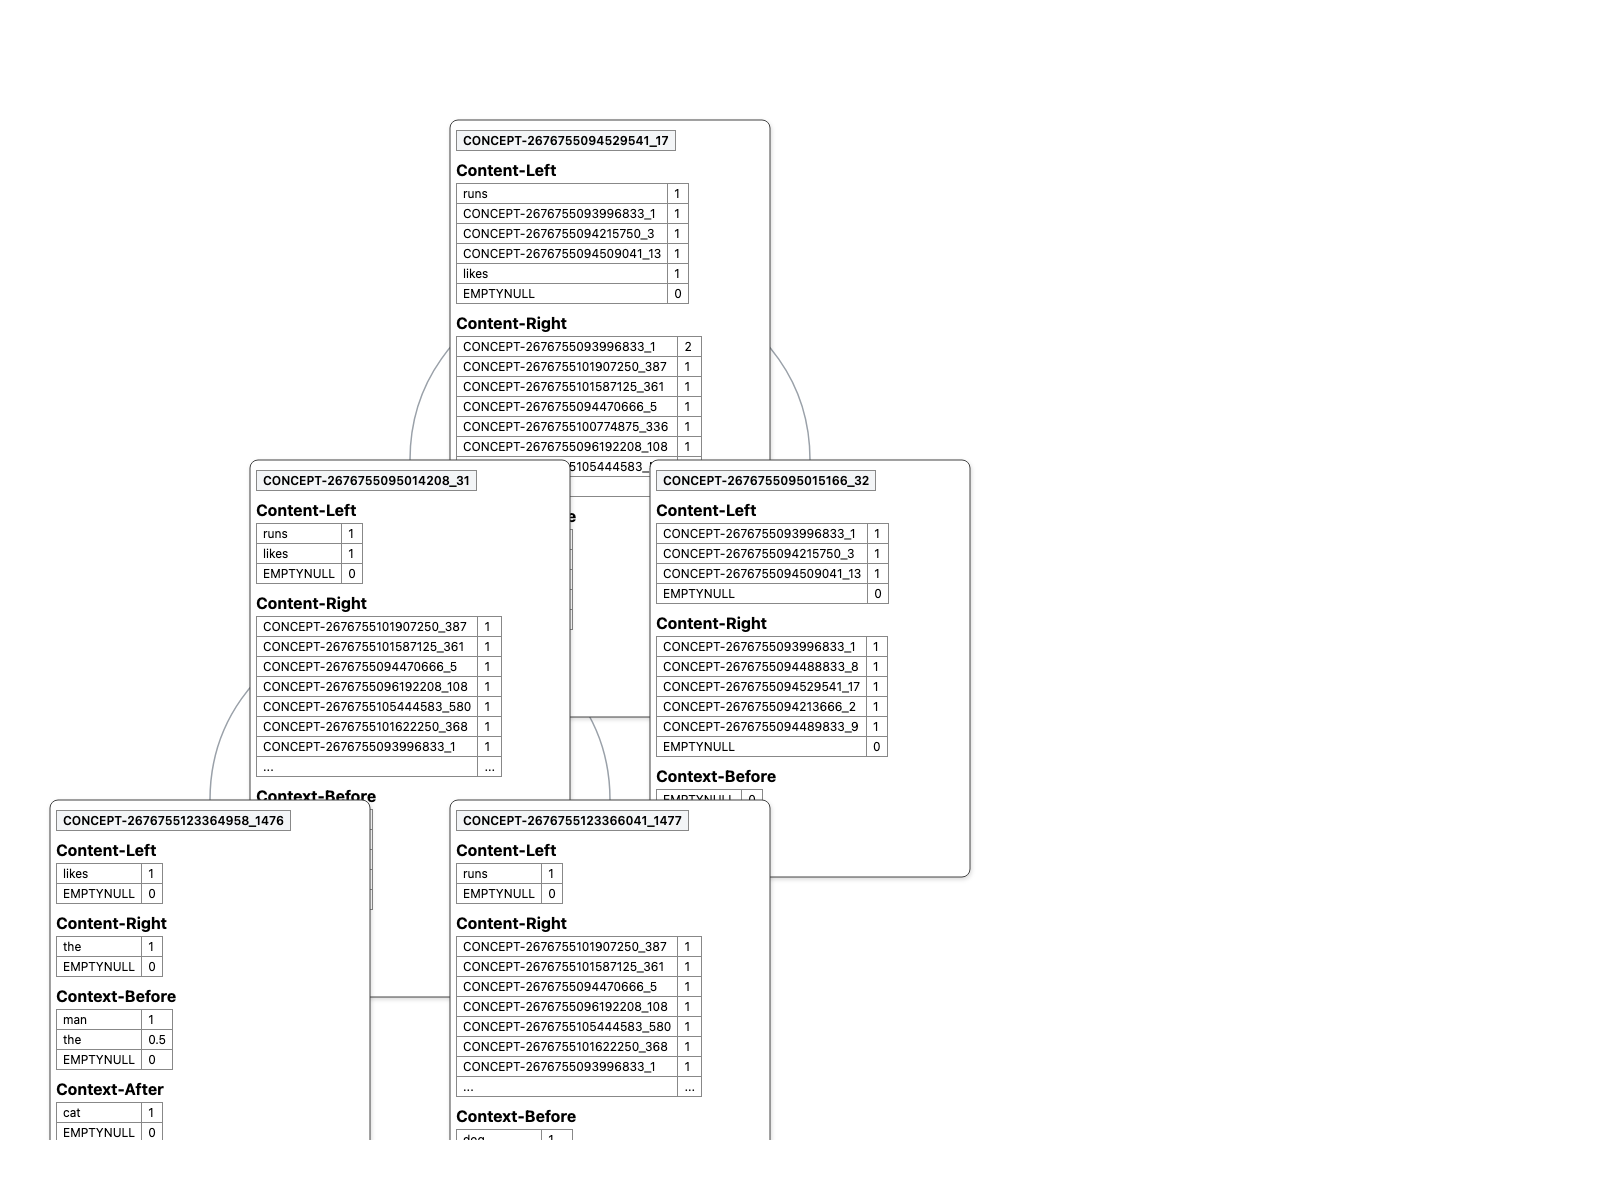 CONCEPT-2676755094529541_17
Content-Left
runs 1
CONCEPT-2676755093996833_1 1
CONCEPT-2676755094215750_3 1
CONCEPT-2676755094509041_13 1
likes 1
EMPTYNULL 0
Content-Right
CONCEPT-2676755093996833_1 2
CONCEPT-2676755101907250_387 1
CONCEPT-2676755101587125_361 1
CONCEPT-2676755094470666_5 1
CONCEPT-2676755100774875_336 1
CONCEPT-2676755096192208_108 1
CONCEPT-2676755095014208_31
Content-Left
runs 1
likes 1
EMPTYNULL 0
Content-Right
CONCEPT-2676755101907250_387 1
CONCEPT-2676755101587125_361 1
CONCEPT-2676755094470666_5 1
CONCEPT-2676755096192208_108 1
CONCEPT-2676755105444583_580 1
CONCEPT-2676755101622250_368 1
CONCEPT-2676755093996833_1 1
... ...
Context-Before
CONCEPT-2676755095015166_32
Content-Left
CONCEPT-2676755093996833_1 1
CONCEPT-2676755094215750_3 1
CONCEPT-2676755094509041_13 1
EMPTYNULL 0
Content-Right
CONCEPT-2676755093996833_1 1
CONCEPT-2676755094488833_8 1
CONCEPT-2676755094529541_17 1
CONCEPT-2676755094213666_2 1
CONCEPT-2676755094489833_9 1
EMPTYNULL 0
Context-Before
EMPTYNULL 0
CONCEPT-2676755123364958_1476
Content-Left
likes 1
EMPTYNULL 0
Content-Right
the 1
EMPTYNULL 0
Context-Before
man 1
the 0.5
EMPTYNULL 0
Context-After
cat 1
EMPTYNULL 0
CONCEPT-2676755123366041_1477
Content-Left
runs 1
EMPTYNULL 0
Content-Right
CONCEPT-2676755101907250_387 1
CONCEPT-2676755101587125_361 1
CONCEPT-2676755094470666_5 1
CONCEPT-2676755096192208_108 1
CONCEPT-2676755105444583_580 1
CONCEPT-2676755101622250_368 1
CONCEPT-2676755093996833_1 1
... ...
Context-Before
dog 1